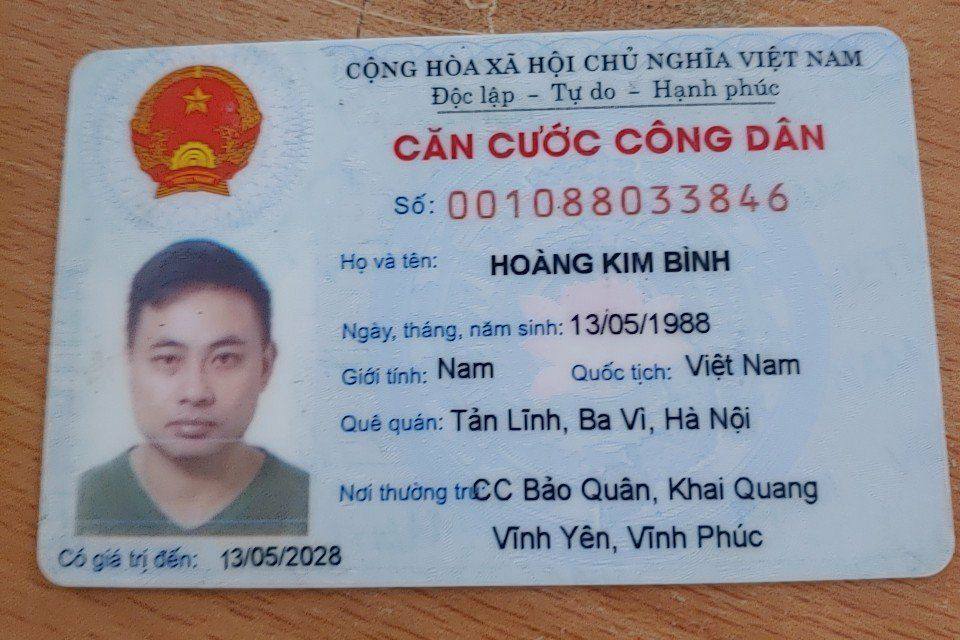 CỘNG HÒA XÃ HỘI CHỦ NGHĨA VIỆT NAM
Độc lập - Tự do - Hạnh phúc
CĂN CƯỚC CÔNG DÂN
Số: 001088033846
Họ và tên: HOÀNG KIM BÌNH
Ngày, tháng, năm sinh: 13/05/1988
Giới tính: Nam Quốc tịch: Việt Nam
Quê quán: Tản Lĩnh, Ba Vì, Hà Nội
Nơi thường trú: CC Bảo Quân, Khai Quang
Vĩnh Yên, Vĩnh Phúc
Có giá trị đến: 13/05/2028